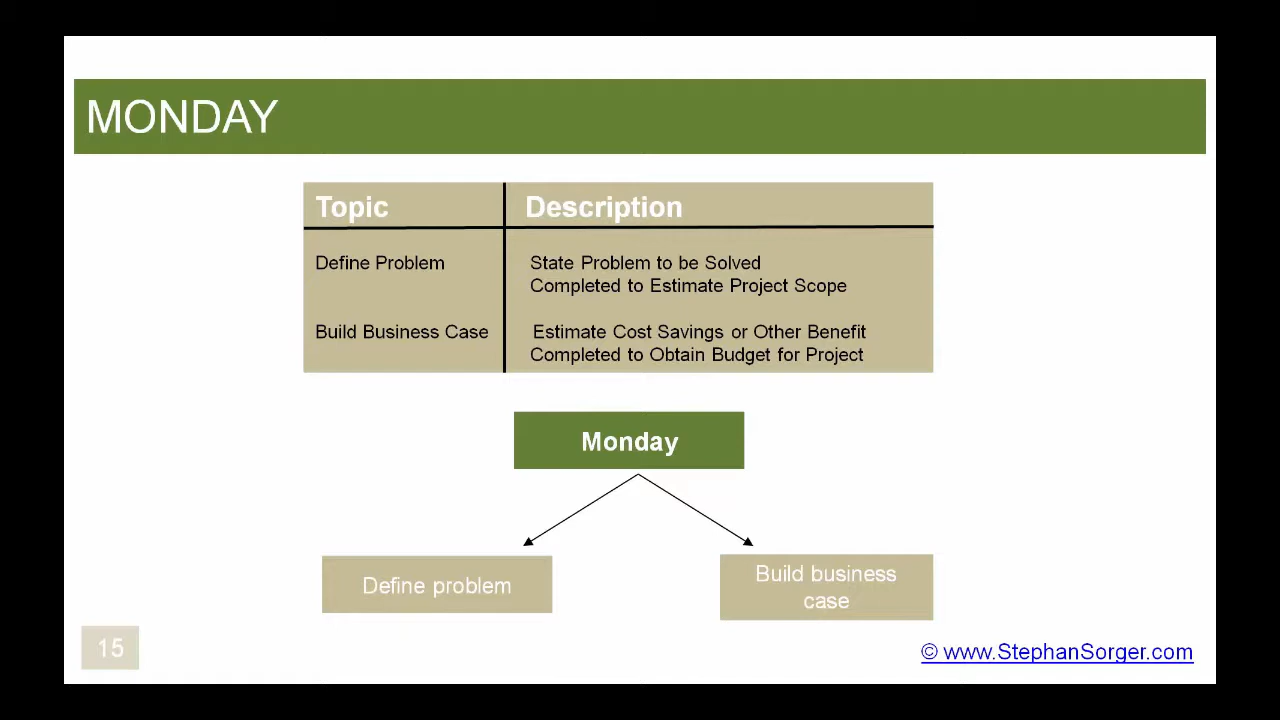 MONDAY
Topic Description
Define Problem State Problem to be Solved
Completed to Estimate Project Scope
Build Business Case Estimate Cost Savings or Other Benefit
Completed to Obtain Budget for Project
Monday
Define problem
Build business
case
15
© www.StephanSorger.com